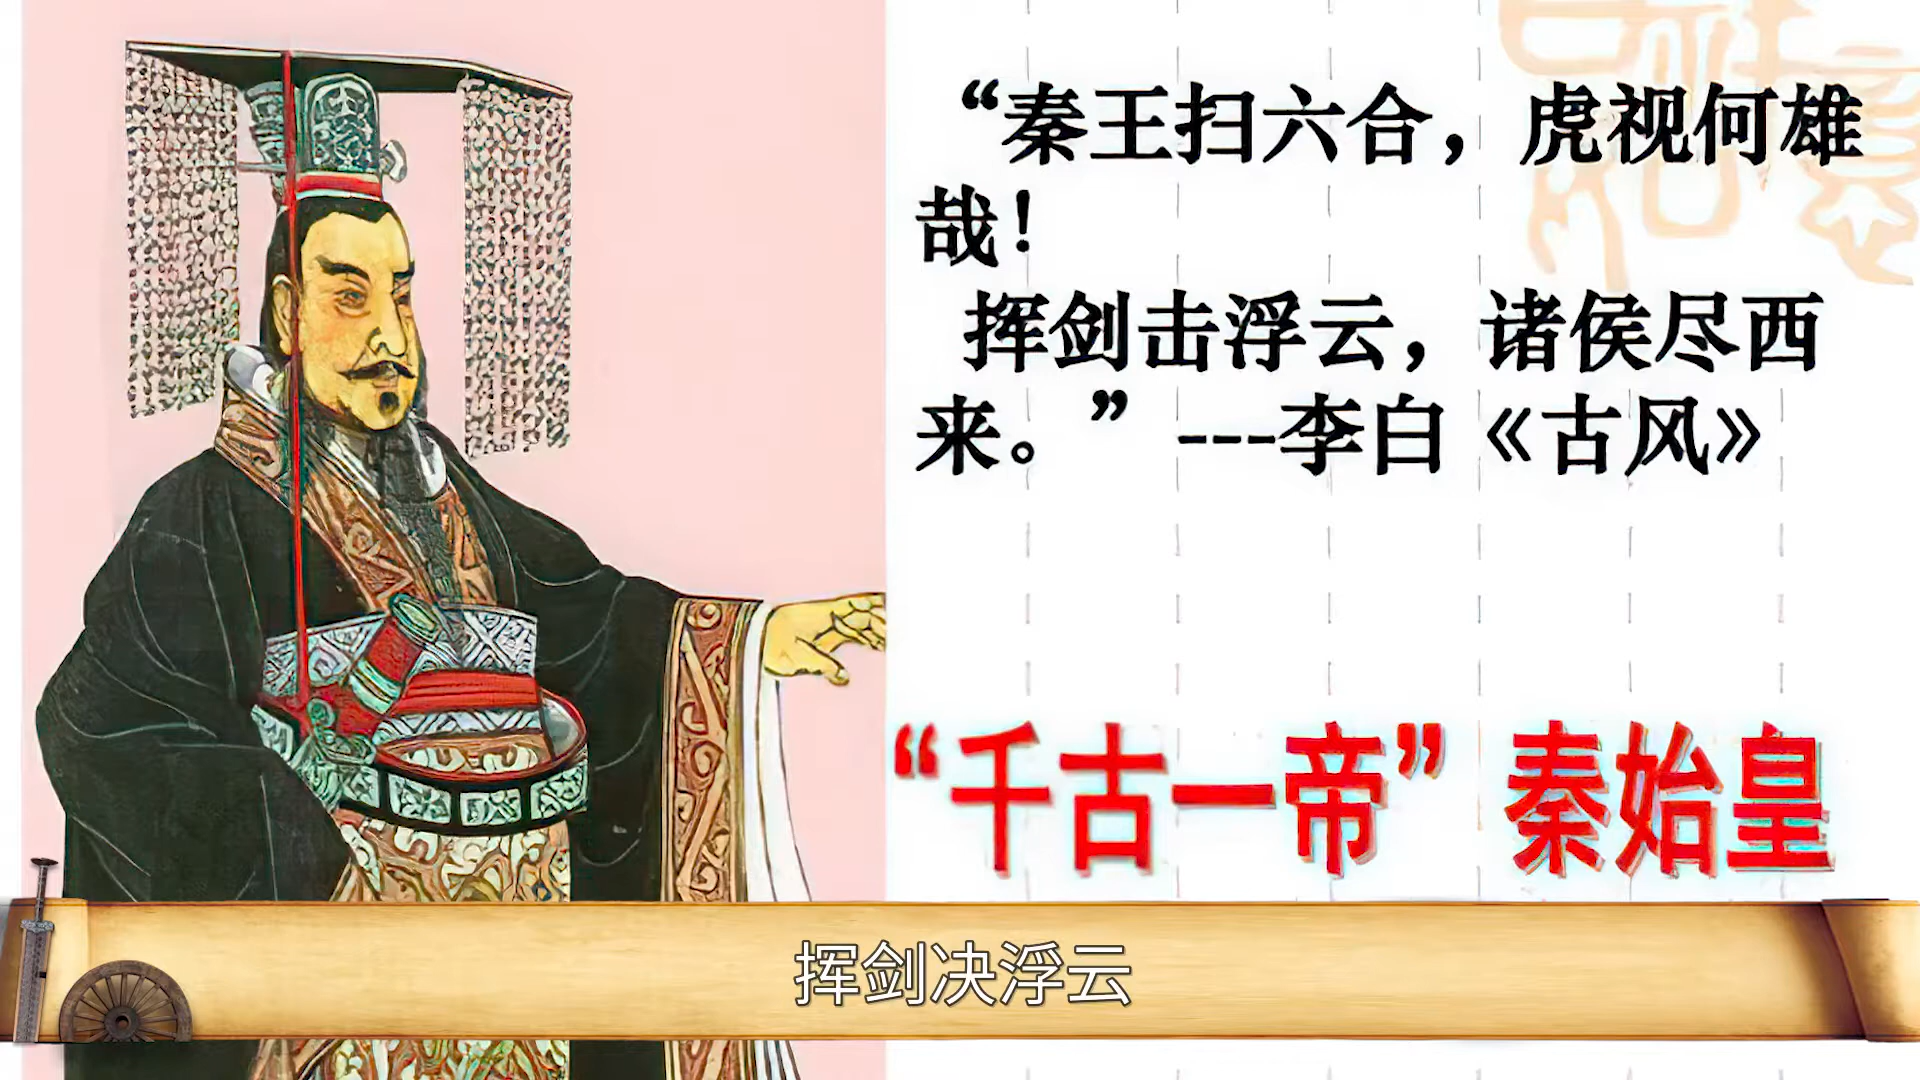 “秦王扫六合，虎视何雄
哉！
挥剑击浮云，诸侯尽西
来。”---李白《古风》
“千古一帝”秦始皇
挥剑决浮云